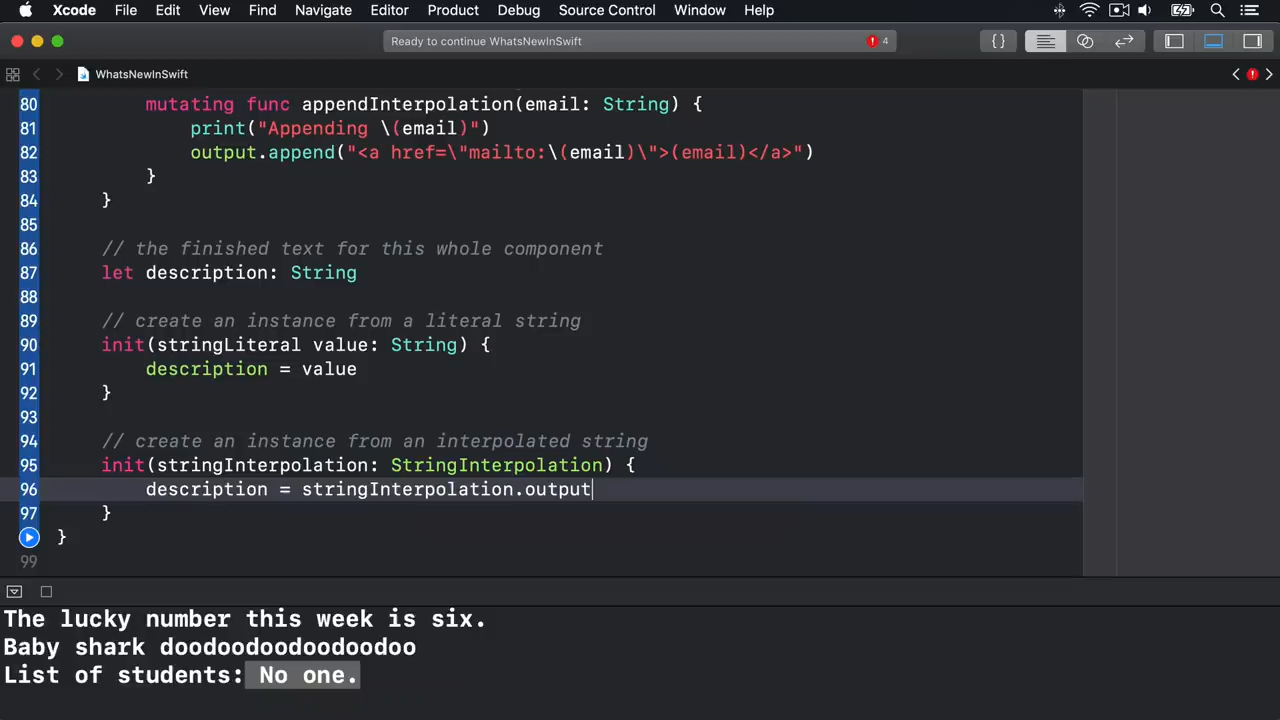 Xcode File Edit View Find Navigate Editor Product Debug Source Control Window Help
Ready to continue WhatsNewInSwift 4 {}
WhatsNewInSwift
80 mutating func appendInterpolation(email: String) {
81 print("Appending \(email)")
82 output.append("<a href=\"mailto:\(email)\">(email)</a>")
83 }
84 }
85
86 // the finished text for this whole component
87 let description: String
88
89 // create an instance from a literal string
90 init(stringLiteral value: String) {
91 description = value
92 }
93
94 // create an instance from an interpolated string
95 init(stringInterpolation: StringInterpolation) {
96 description = stringInterpolation.output
97 }
}
99
The lucky number this week is six.
Baby shark doodoodoodoodoodoo
List of students: No one.